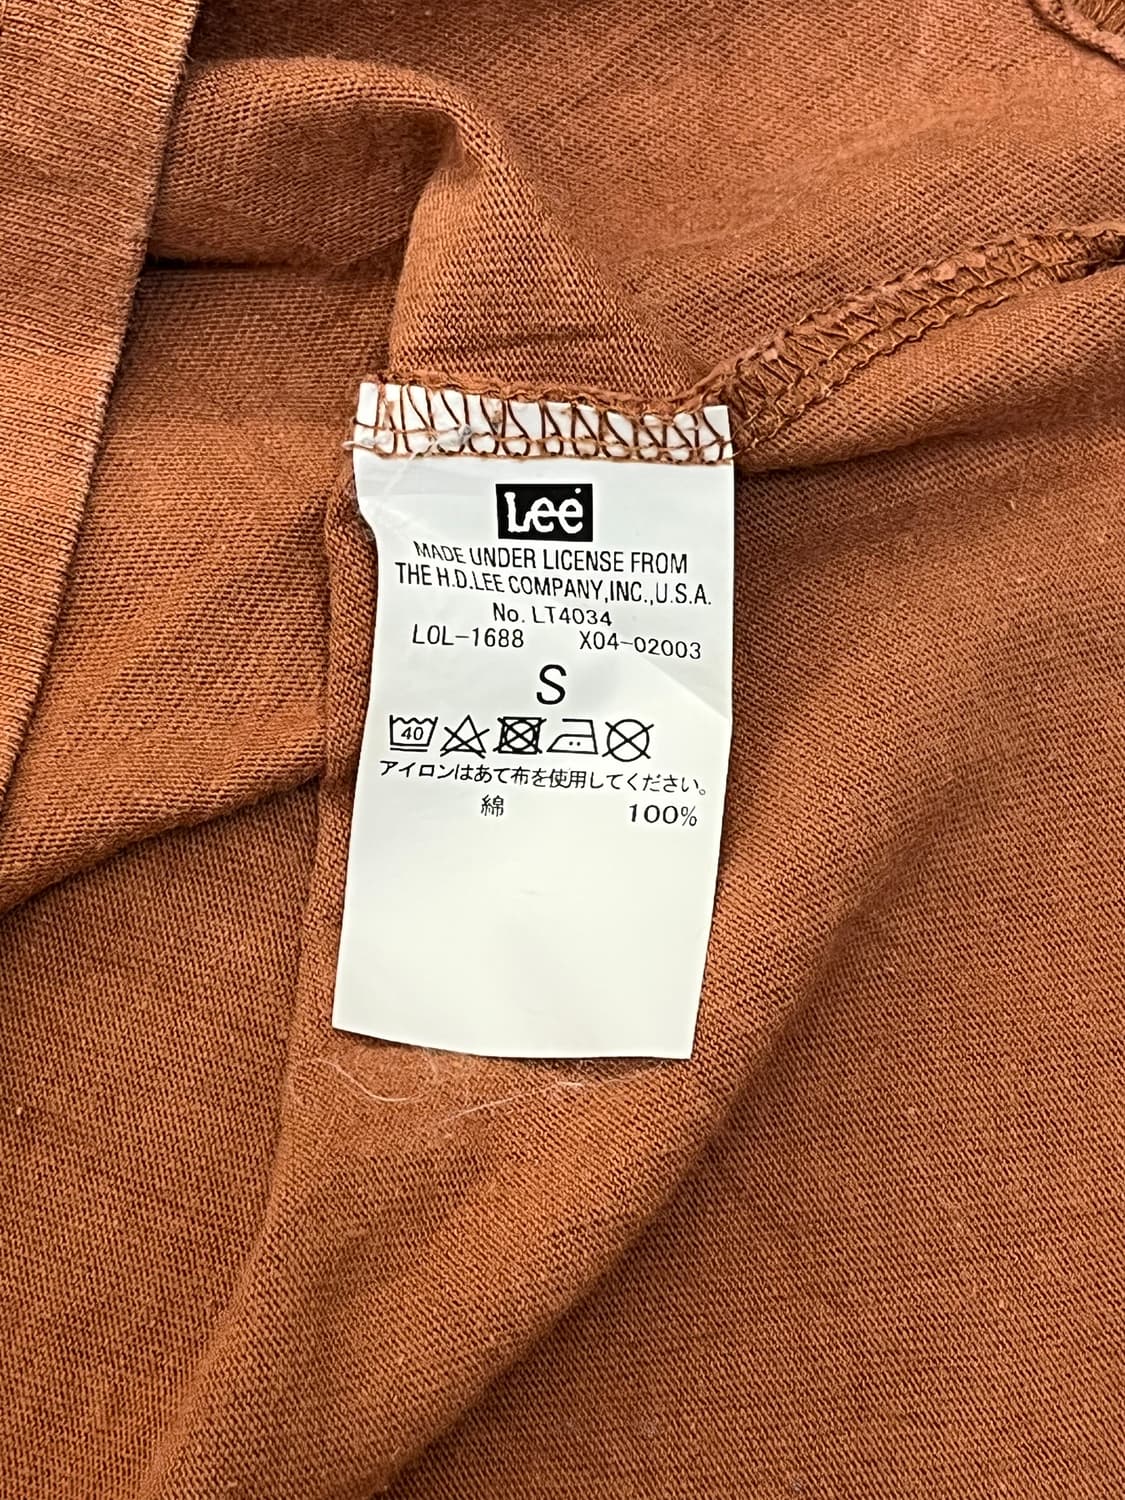 Lee
MADE UNDER LICENSE FROM
THE H.D.LEE COMPANY,INC.,U.S.A.
No. LT4034
LOL-1688 X04-02003
S
40
アイロンはあて布を使用してください。
綿 100%